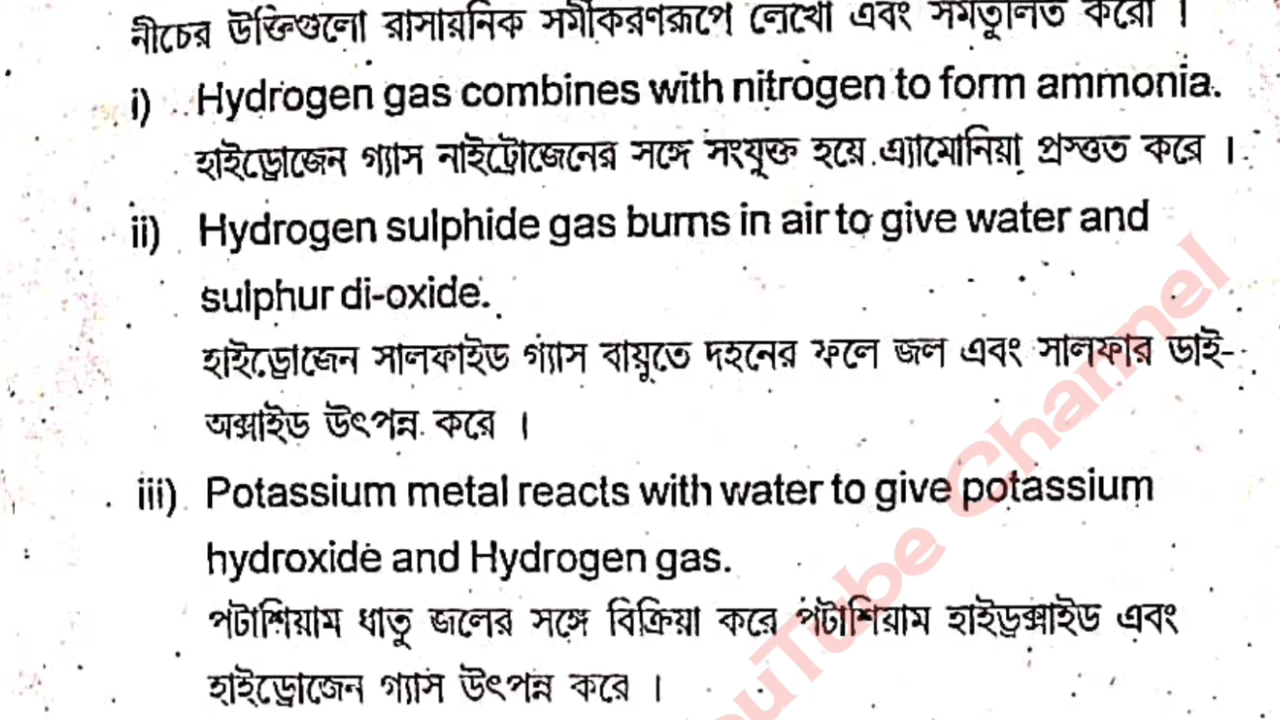 নীচের উক্তিগুলো রাসায়নিক সমীকরণরূপে লেখো এবং সমতুলিত করো ।
i) Hydrogen gas combines with nitrogen to form ammonia.
হাইড্রোজেন গ্যাস নাইট্রোজেনের সঙ্গে সংযুক্ত হয়ে এ্যামোনিয়া প্রস্তুত করে ।
ii) Hydrogen sulphide gas burns in air to give water and
sulphur di-oxide.
হাইড্রোজেন সালফাইড গ্যাস বায়ুতে দহনের ফলে জল এবং সালফার ডাই-
অক্সাইড উৎপন্ন করে ।
iii) Potassium metal reacts with water to give potassium
hydroxide and Hydrogen gas.
পটাশিয়াম ধাতু জলের সঙ্গে বিক্রিয়া করে পটাশিয়াম হাইড্রক্সাইড এবং
হাইড্রোজেন গ্যাস উৎপন্ন করে ।
ouTube Channel